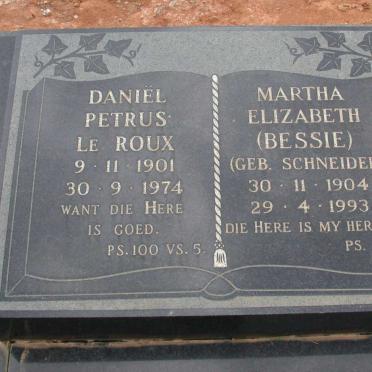 DANIËL
PETRUS
LE ROUX
9·11·1901
30·9·1974
WANT DIE HERE
IS GOED.
PS.100 VS.5.
MARTHA
ELIZABETH
(BESSIE)
(GEB. SCHNEIDER
30·11·1904
29·4·1993
DIE HERE IS MY HER
PS.